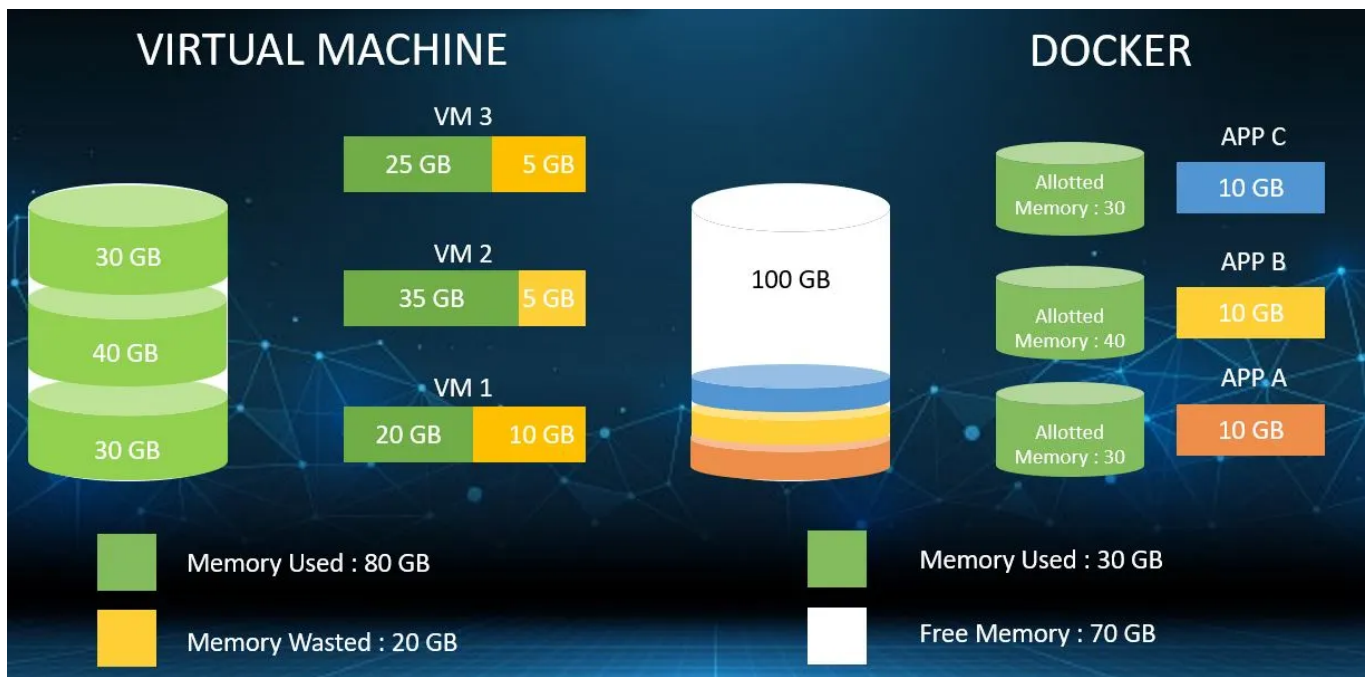 VIRTUAL MACHINE
30 GB
40 GB
30 GB
VM 3
25 GB
5 GB
VM 2
35 GB
5 GB
VM 1
20 GB
10 GB
Memory Used : 80 GB
Memory Wasted : 20 GB
DOCKER
100 GB
Allotted
Memory : 30
APP C
10 GB
Allotted
Memory : 40
APP B
10 GB
Allotted
Memory : 30
APP A
10 GB
Memory Used : 30 GB
Free Memory : 70 GB